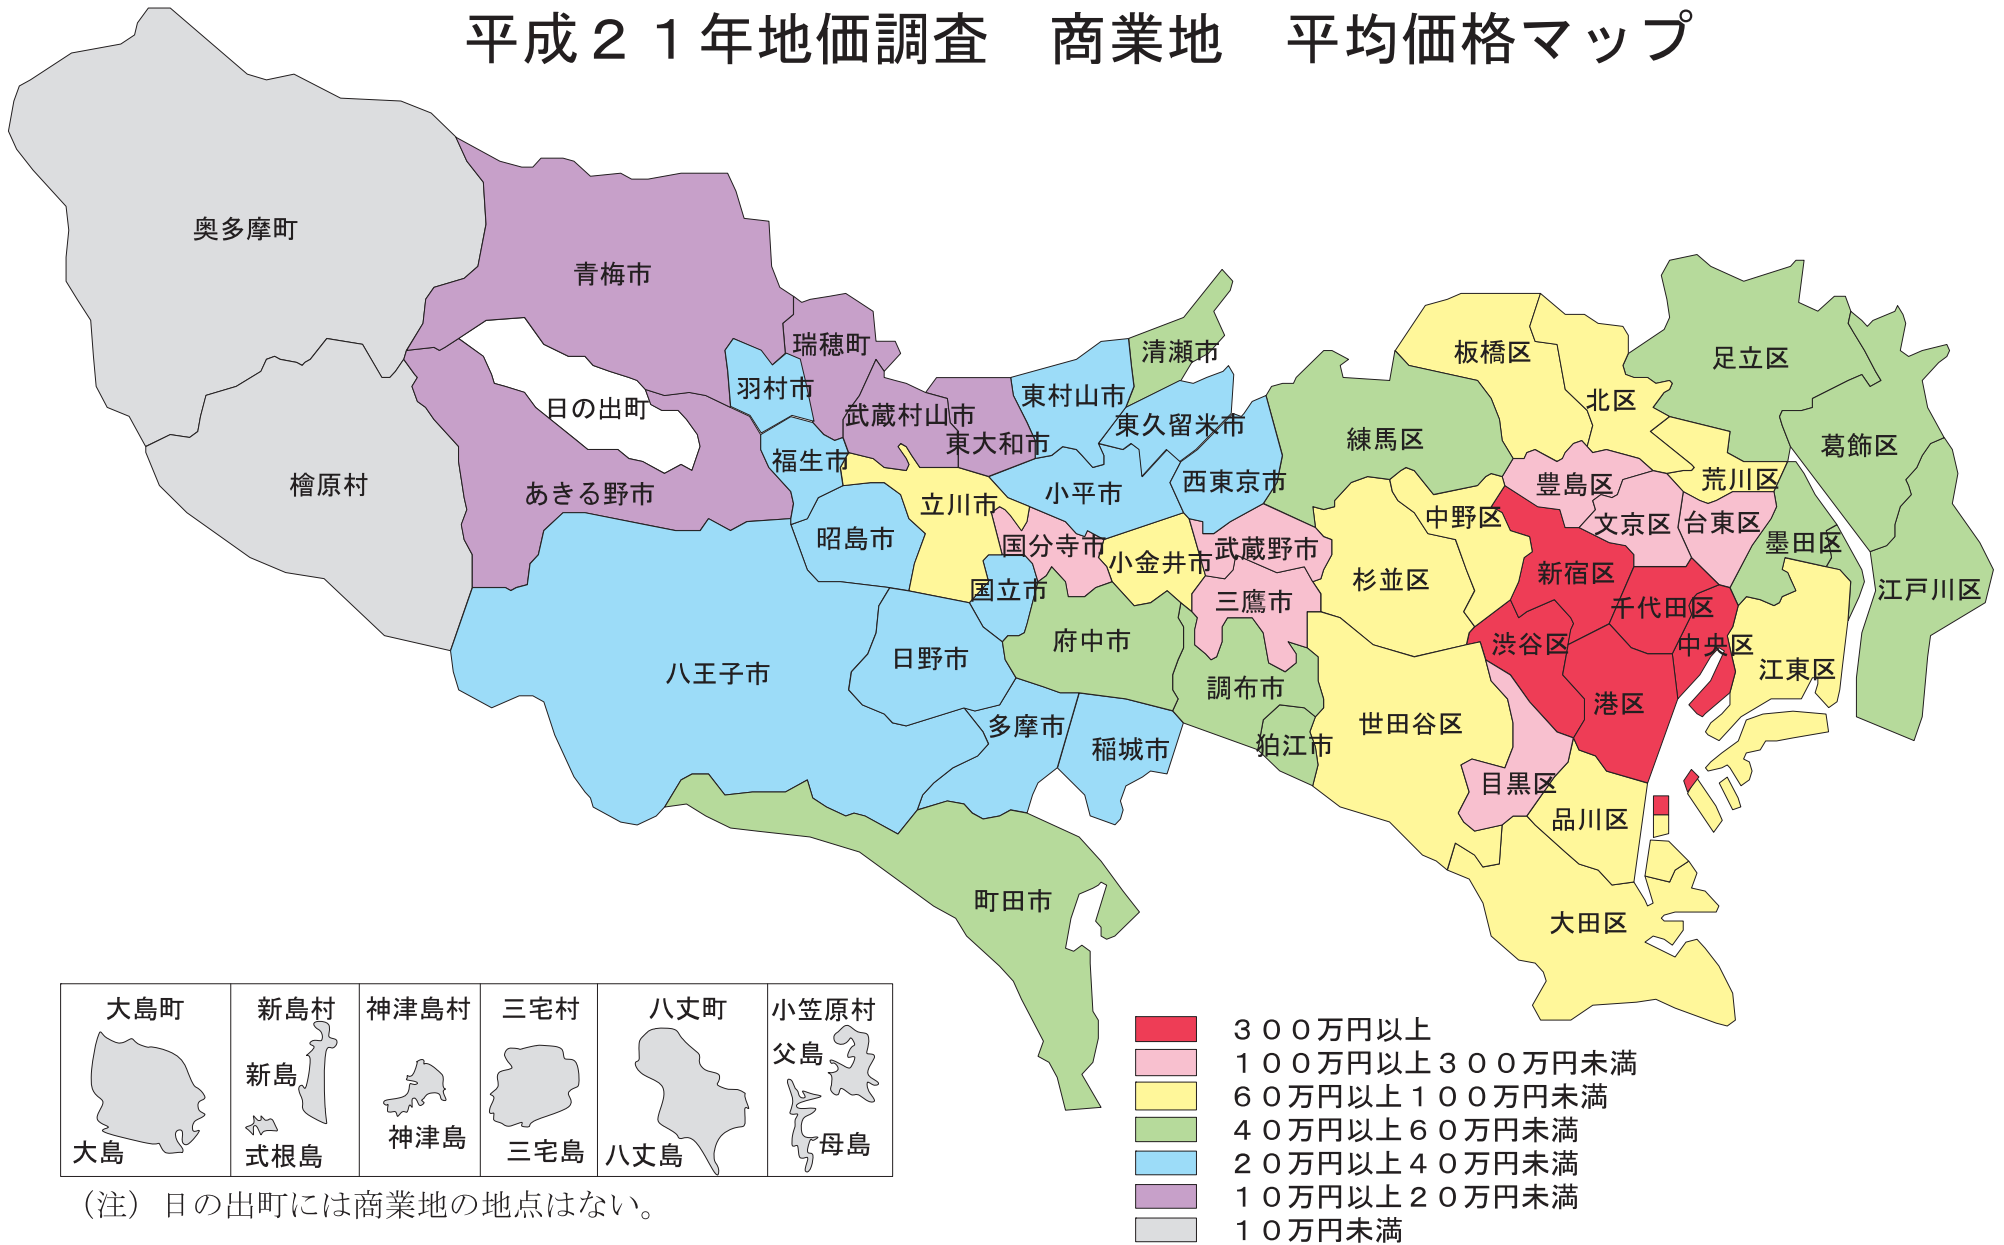 平成２１年地価調査　商業地　平均価格マップ
奥多摩町
青梅市
瑞穂町
羽村市
日の出町
武蔵村山市
東大和市
東村山市
清瀬市
東久留米市
板橋区
北区
足立区
練馬区
葛飾区
檜原村
あきる野市
福生市
立川市
小平市
西東京市
豊島区
荒川区
昭島市
国分寺市
小金井市
武蔵野市
中野区
文京区
台東区
墨田区
国立市
三鷹市
杉並区
新宿区
千代田区
江戸川区
八王子市
日野市
府中市
渋谷区
中央区
江東区
調布市
多摩市
稲城市
狛江市
世田谷区
港区
目黒区
品川区
町田市
大田区
大島町
新島村
神津島村
三宅村
八丈町
小笠原村
大島
新島
式根島
神津島
三宅島
八丈島
父島
母島
（注）日の出町には商業地の地点はない。
３００万円以上
１００万円以上３００万円未満
６０万円以上１００万円未満
４０万円以上６０万円未満
２０万円以上４０万円未満
１０万円以上２０万円未満
１０万円未満